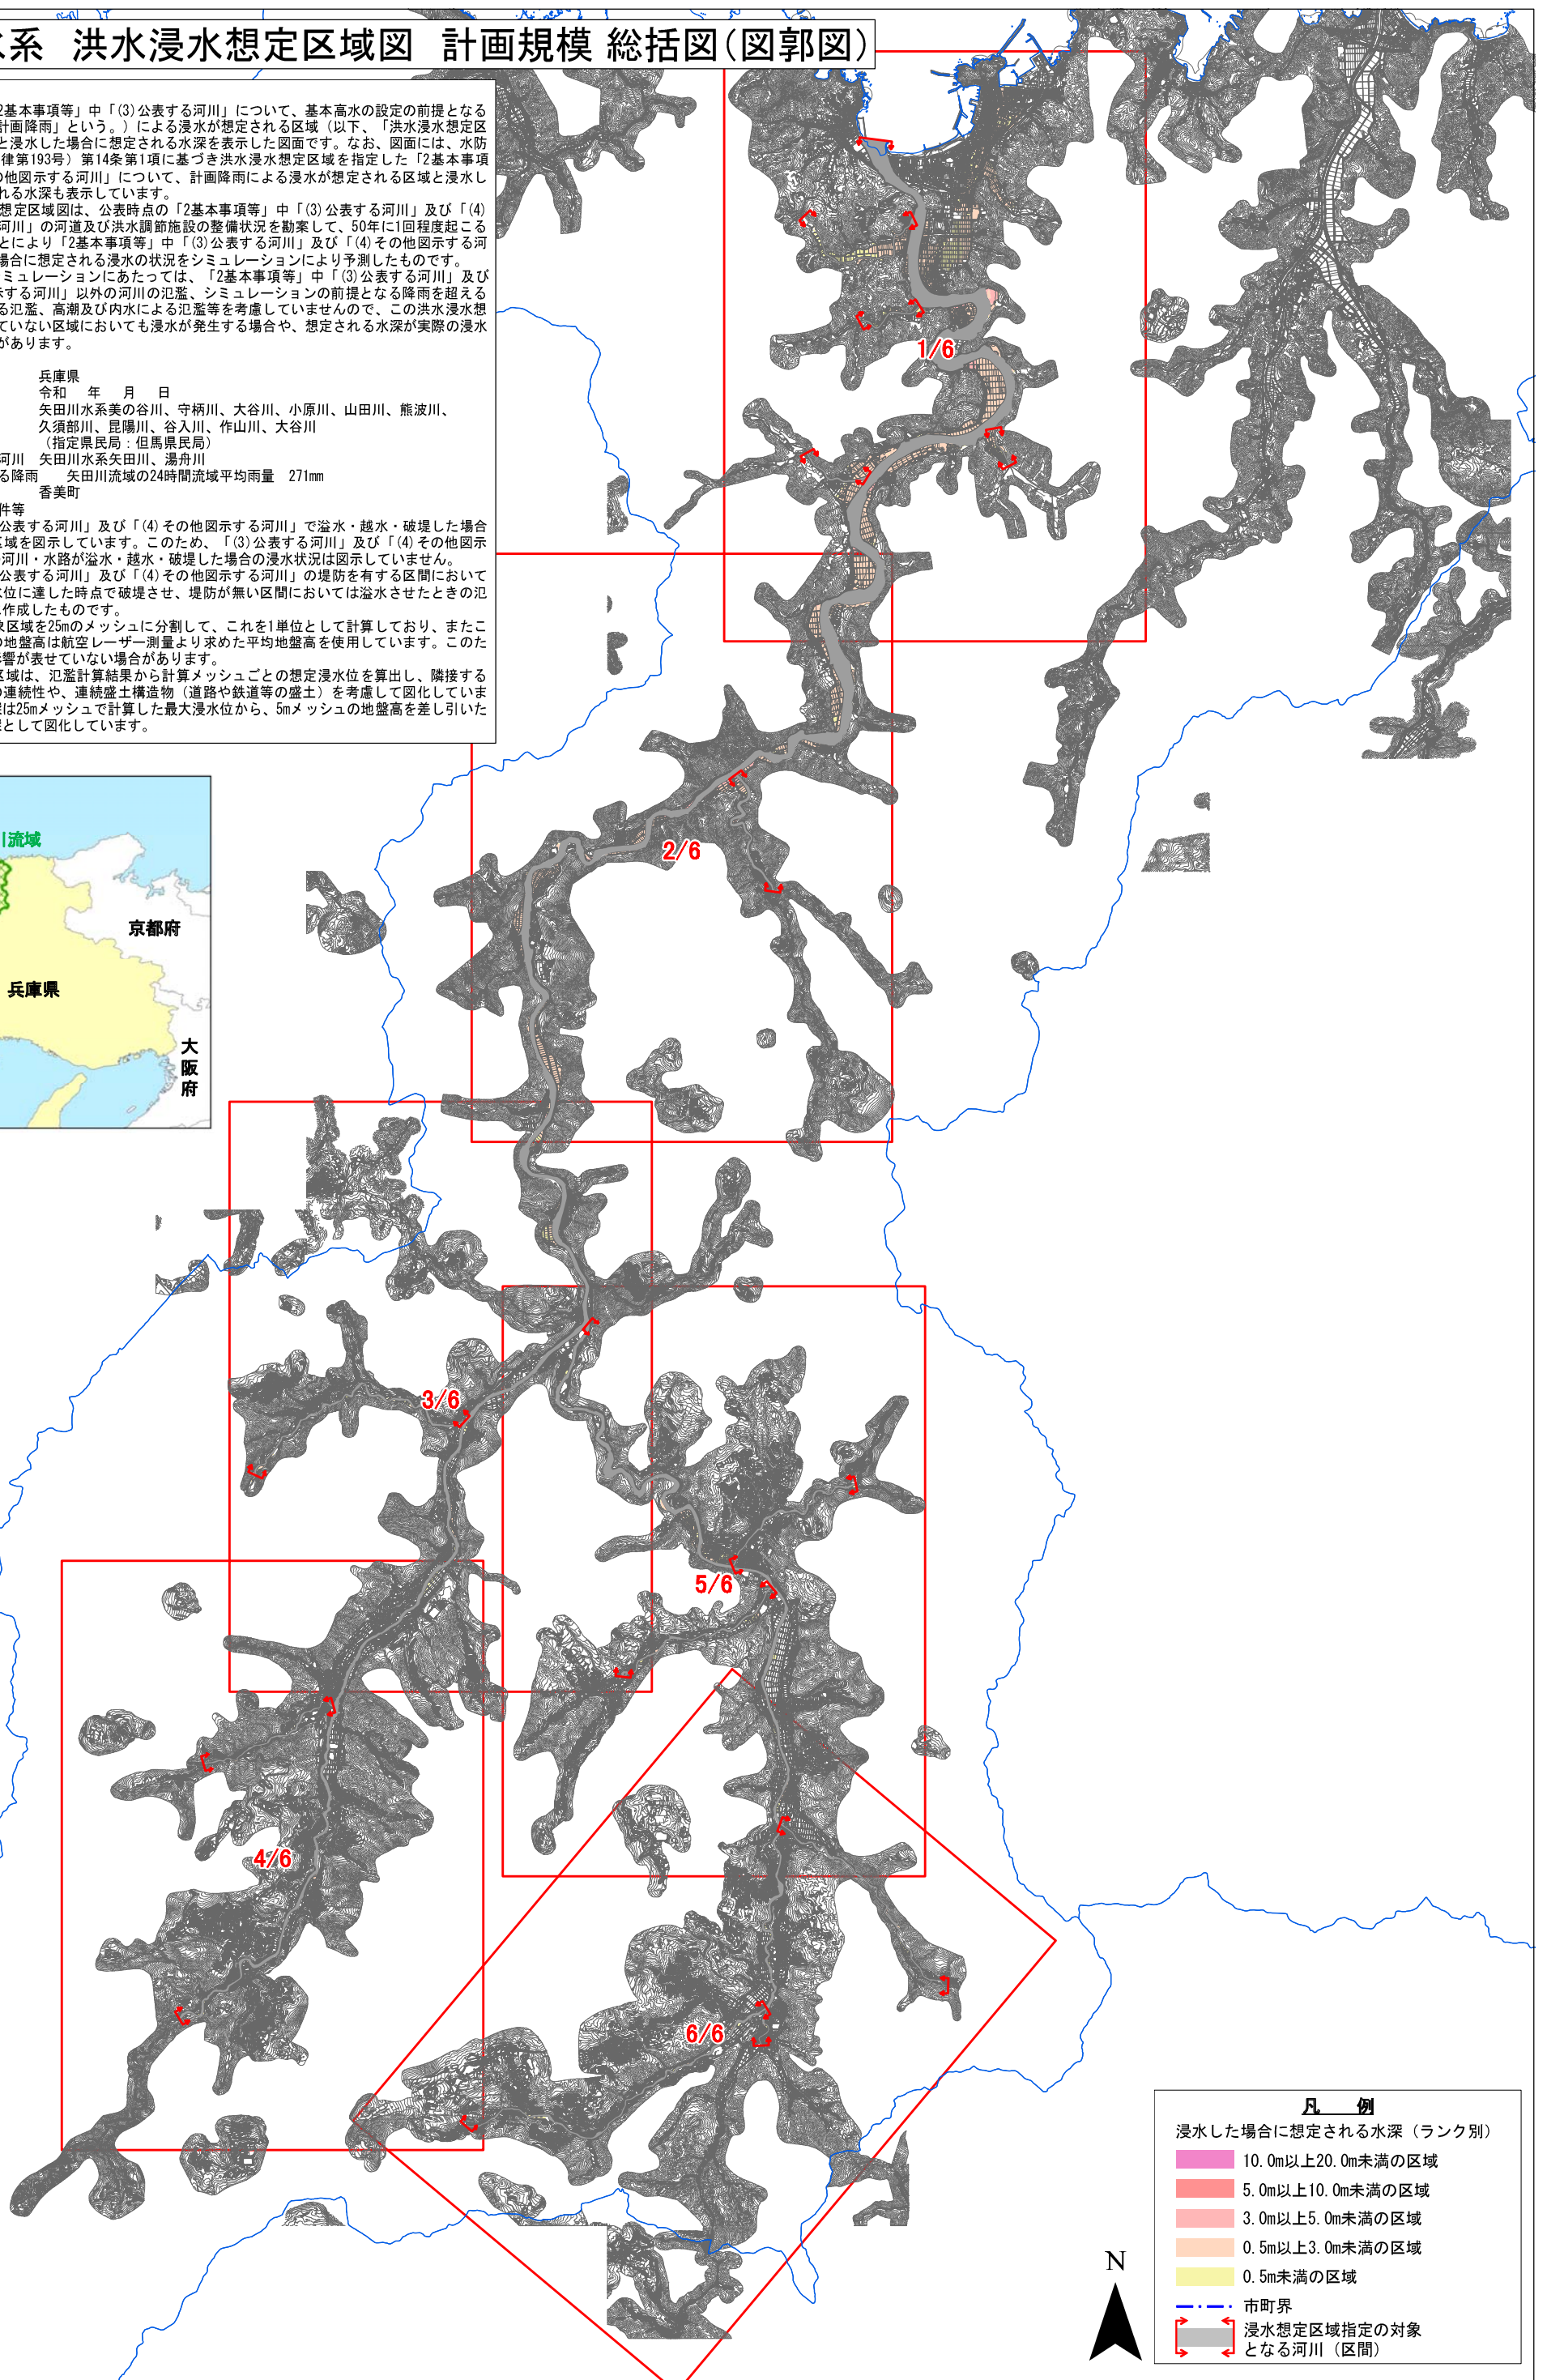 水系 洪水浸水想定区域図 計画規模 総括図(図郭図)
2基本事項等」中「(3)公表する河川」について、基本高水の設定の前提となる
計画降雨」という。）による浸水が想定される区域（以下、「洪水浸水想定区
と浸水した場合に想定される水深を表示した図面です。なお、図面には、水防
律第193号）第14条第1項に基づき洪水浸水想定区域を指定した「2基本事項
の他図示する河川」について、計画降雨による浸水が想定される区域と浸水し
れる水深も表示しています。
想定区域図は、公表時点の「2基本事項等」中「(3)公表する河川」及び「(4)
河川」の河道及び洪水調節施設の整備状況を勘案して、50年に1回程度起こる
とにより「2基本事項等」中「(3)公表する河川」及び「(4)その他図示する河
場合に想定される浸水の状況をシミュレーションにより予測したものです。
ミュレーションにあたっては、「2基本事項等」中「(3)公表する河川」及び
示する河川」以外の河川の氾濫、シミュレーションの前提となる降雨を超える
る氾濫、高潮及び内水による氾濫等を考慮していませんので、この洪水浸水想
ていない区域においても浸水が発生する場合や、想定される水深が実際の浸水
があります。
兵庫県
令和 年 月 日
矢田川水系美の谷川、守柄川、大谷川、小原川、山田川、熊波川、
久須部川、昆陽川、谷入川、作山川、大谷川
（指定県民局：但馬県民局）
河川 矢田川水系矢田川、湯舟川
る降雨 矢田川流域の24時間流域平均雨量 271mm
香美町
件等
公表する河川」及び「(4)その他図示する河川」で溢水・越水・破堤した場合
区域を図示しています。このため、「(3)公表する河川」及び「(4)その他図示
河川・水路が溢水・越水・破堤した場合の浸水状況は図示していません。
公表する河川」及び「(4)その他図示する河川」の堤防を有する区間において
水位に達した時点で破堤させ、堤防が無い区間においては溢水させたときの氾
作成したものです。
象区域を25mのメッシュに分割して、これを1単位として計算しており、またこ
の地盤高は航空レーザー測量より求めた平均地盤高を使用しています。このた
影響が表せていない場合があります。
区域は、氾濫計算結果から計算メッシュごとの想定浸水位を算出し、隣接する
の連続性や、連続盛土構造物（道路や鉄道等の盛土）を考慮して図化していま
深は25mメッシュで計算した最大浸水位から、5mメッシュの地盤高を差し引いた
深として図化しています。
川流域
京都府
兵庫県
大阪府
1/6
2/6
3/6
5/6
4/6
6/6
N
凡 例
浸水した場合に想定される水深（ランク別）
10.0m以上20.0m未満の区域
5.0m以上10.0m未満の区域
3.0m以上5.0m未満の区域
0.5m以上3.0m未満の区域
0.5m未満の区域
市町界
浸水想定区域指定の対象
となる河川（区間）